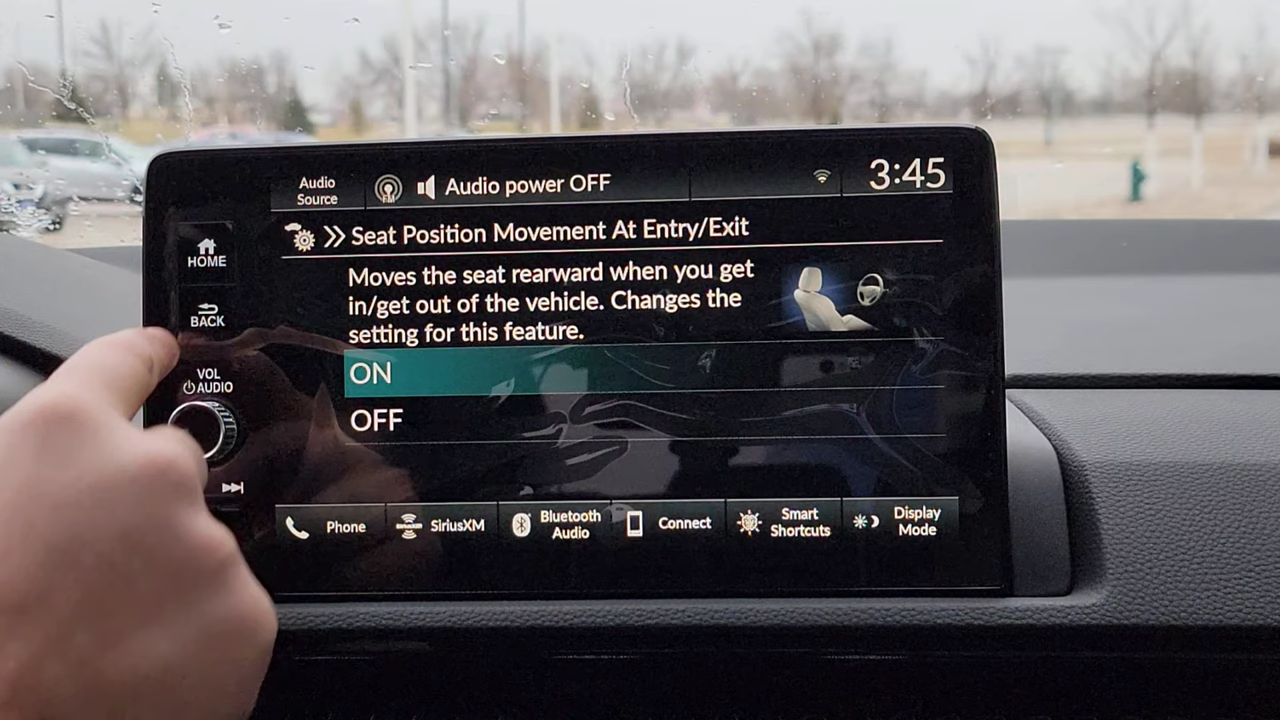 Audio
Source
FM
Audio power OFF
3:45
HOME
Seat Position Movement At Entry/Exit
Moves the seat rearward when you get
in/get out of the vehicle. Changes the
setting for this feature.
BACK
VOL
AUDIO
ON
OFF
Phone
SiriusXM
Bluetooth
Audio
Connect
Smart
Shortcuts
Display
Mode